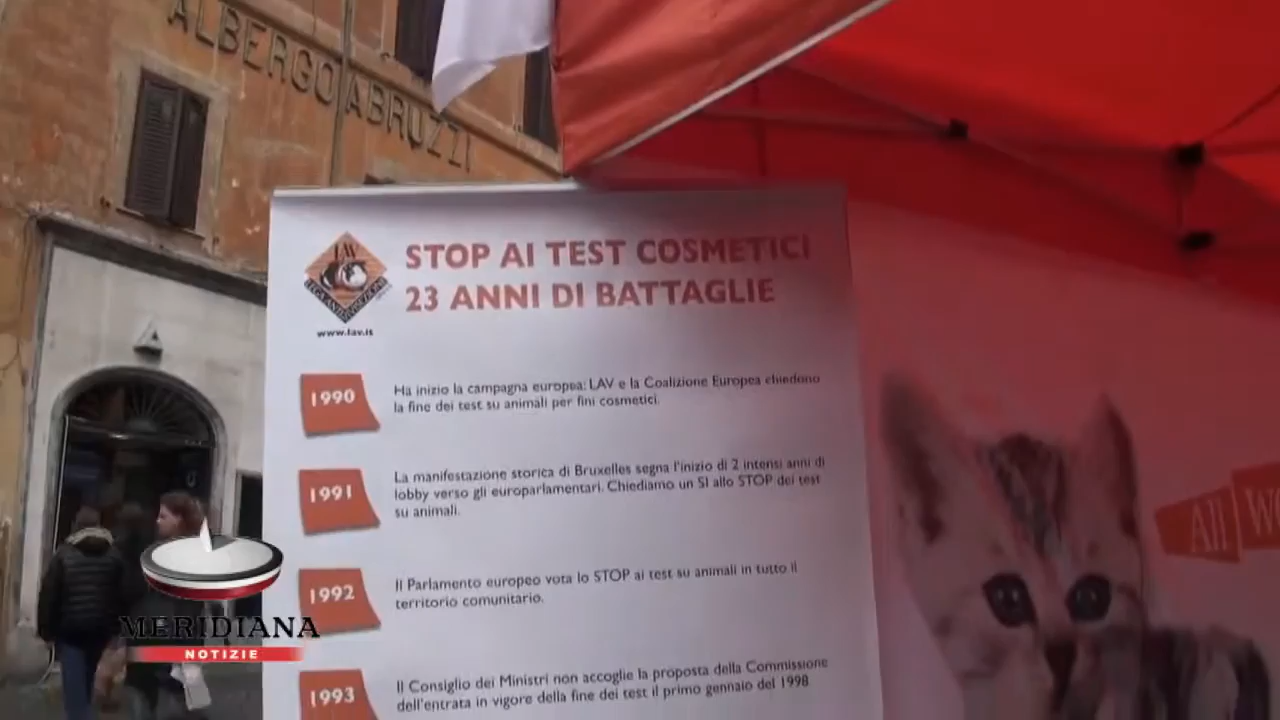 ALBERGO ABRUZZI
LAV
www.lav.it
STOP AI TEST COSMETICI
23 ANNI DI BATTAGLIE
1990
Ha inizio la campagna europea: LAV e la Coalizione Europea chiedono
la fine dei test su animali per fini cosmetici.
1991
La manifestazione storica di Bruxelles segna l'inizio di 2 intensi anni di
lobby verso gli europarlamentari. Chiediamo un SI allo STOP dei test
su animali.
1992
Il Parlamento europeo vota lo STOP ai test su animali in tutto il
territorio comunitario.
1993
Il Consiglio dei Ministri non accoglie la proposta della Commissione
dell'entrata in vigore della fine dei test il primo gennaio del 1998
All
MERIDIANA
NOTIZIE